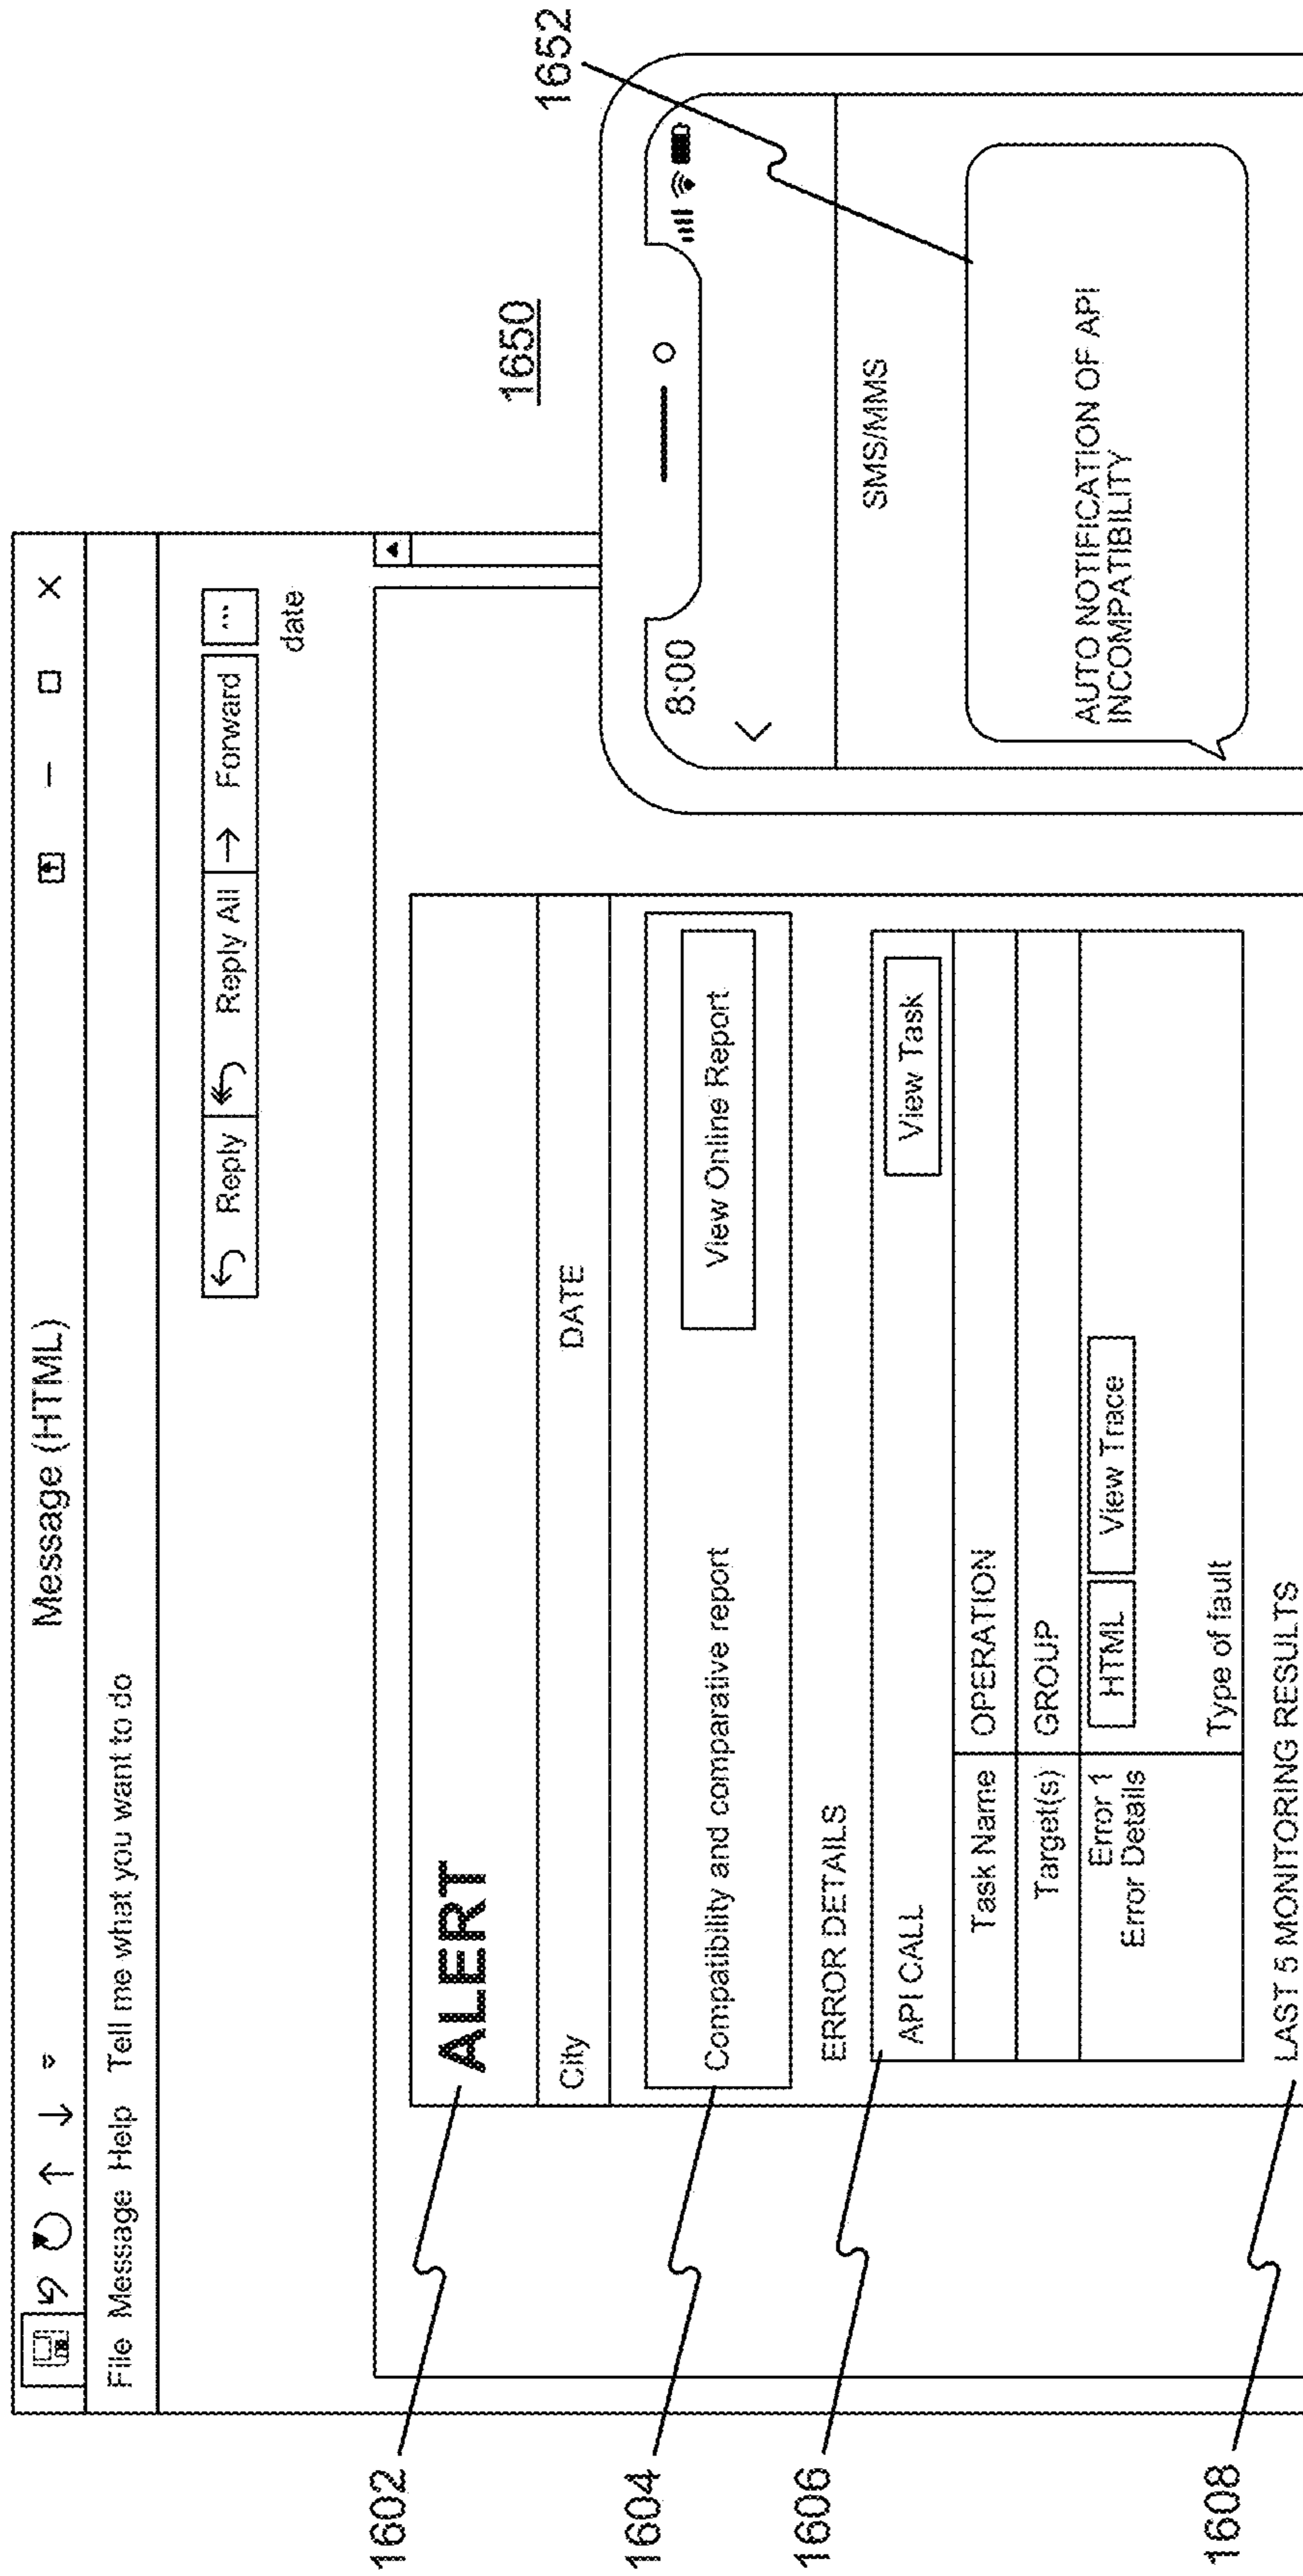 Message (HTML)
File Message Help Tell me what you want to do
Reply Reply All Forward ...
date
1602
ALERT
City DATE
1604
Compatibility and comparative report View Online Report
ERROR DETAILS
1606
API CALL View Task
Task Name OPERATION
Target(s) GROUP
Error 1 HTML View Trace
Error Details
Type of fault
1608
LAST 5 MONITORING RESULTS
1650
1652
8:00
SMS/MMS
AUTO NOTIFICATION OF API
INCOMPATIBILITY